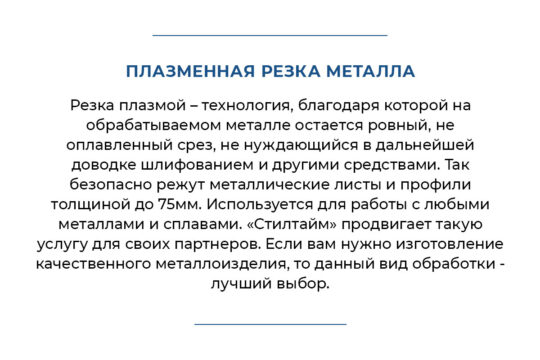 ПЛАЗМЕННАЯ РЕЗКА МЕТАЛЛА
Резка плазмой – технология, благодаря которой на
обрабатываемом металле остается ровный, не
оплавленный срез, не нуждающийся в дальнейшей
доводке шлифованием и другими средствами. Так
безопасно режут металлические листы и профили
толщиной до 75мм. Используется для работы с любыми
металлами и сплавами. «Стилтайм» продвигает такую
услугу для своих партнеров. Если вам нужно изготовление
качественного металлоизделия, то данный вид обработки -
лучший выбор.